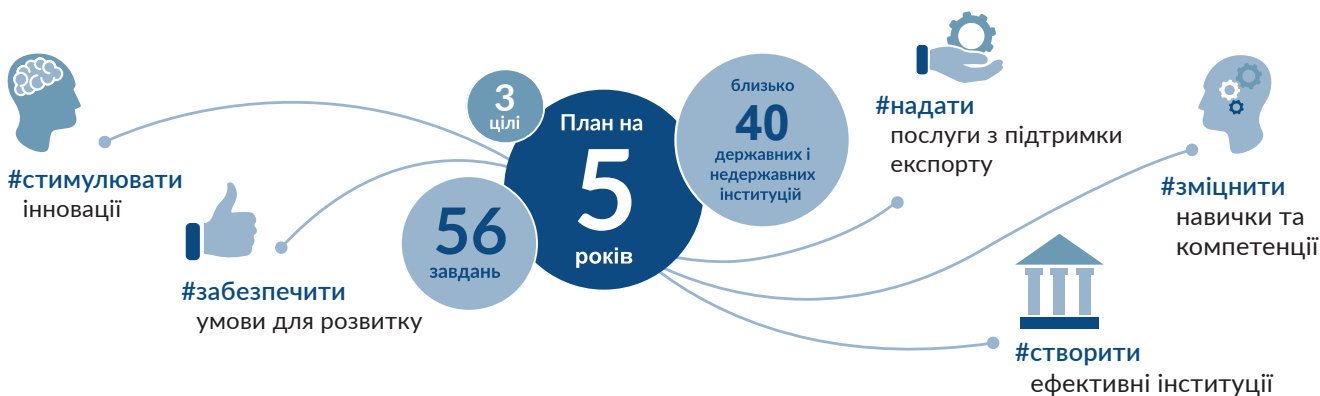 #стимулювати
інновації
#забезпечити
умови для розвитку
3
цілі
56
завдань
План на
5
років
близько
40
державних і
недержавних
інституцій
#надати
послуги з підтримки
експорту
#зміцнити
навички та
компетенції
#створити
ефективні інституції